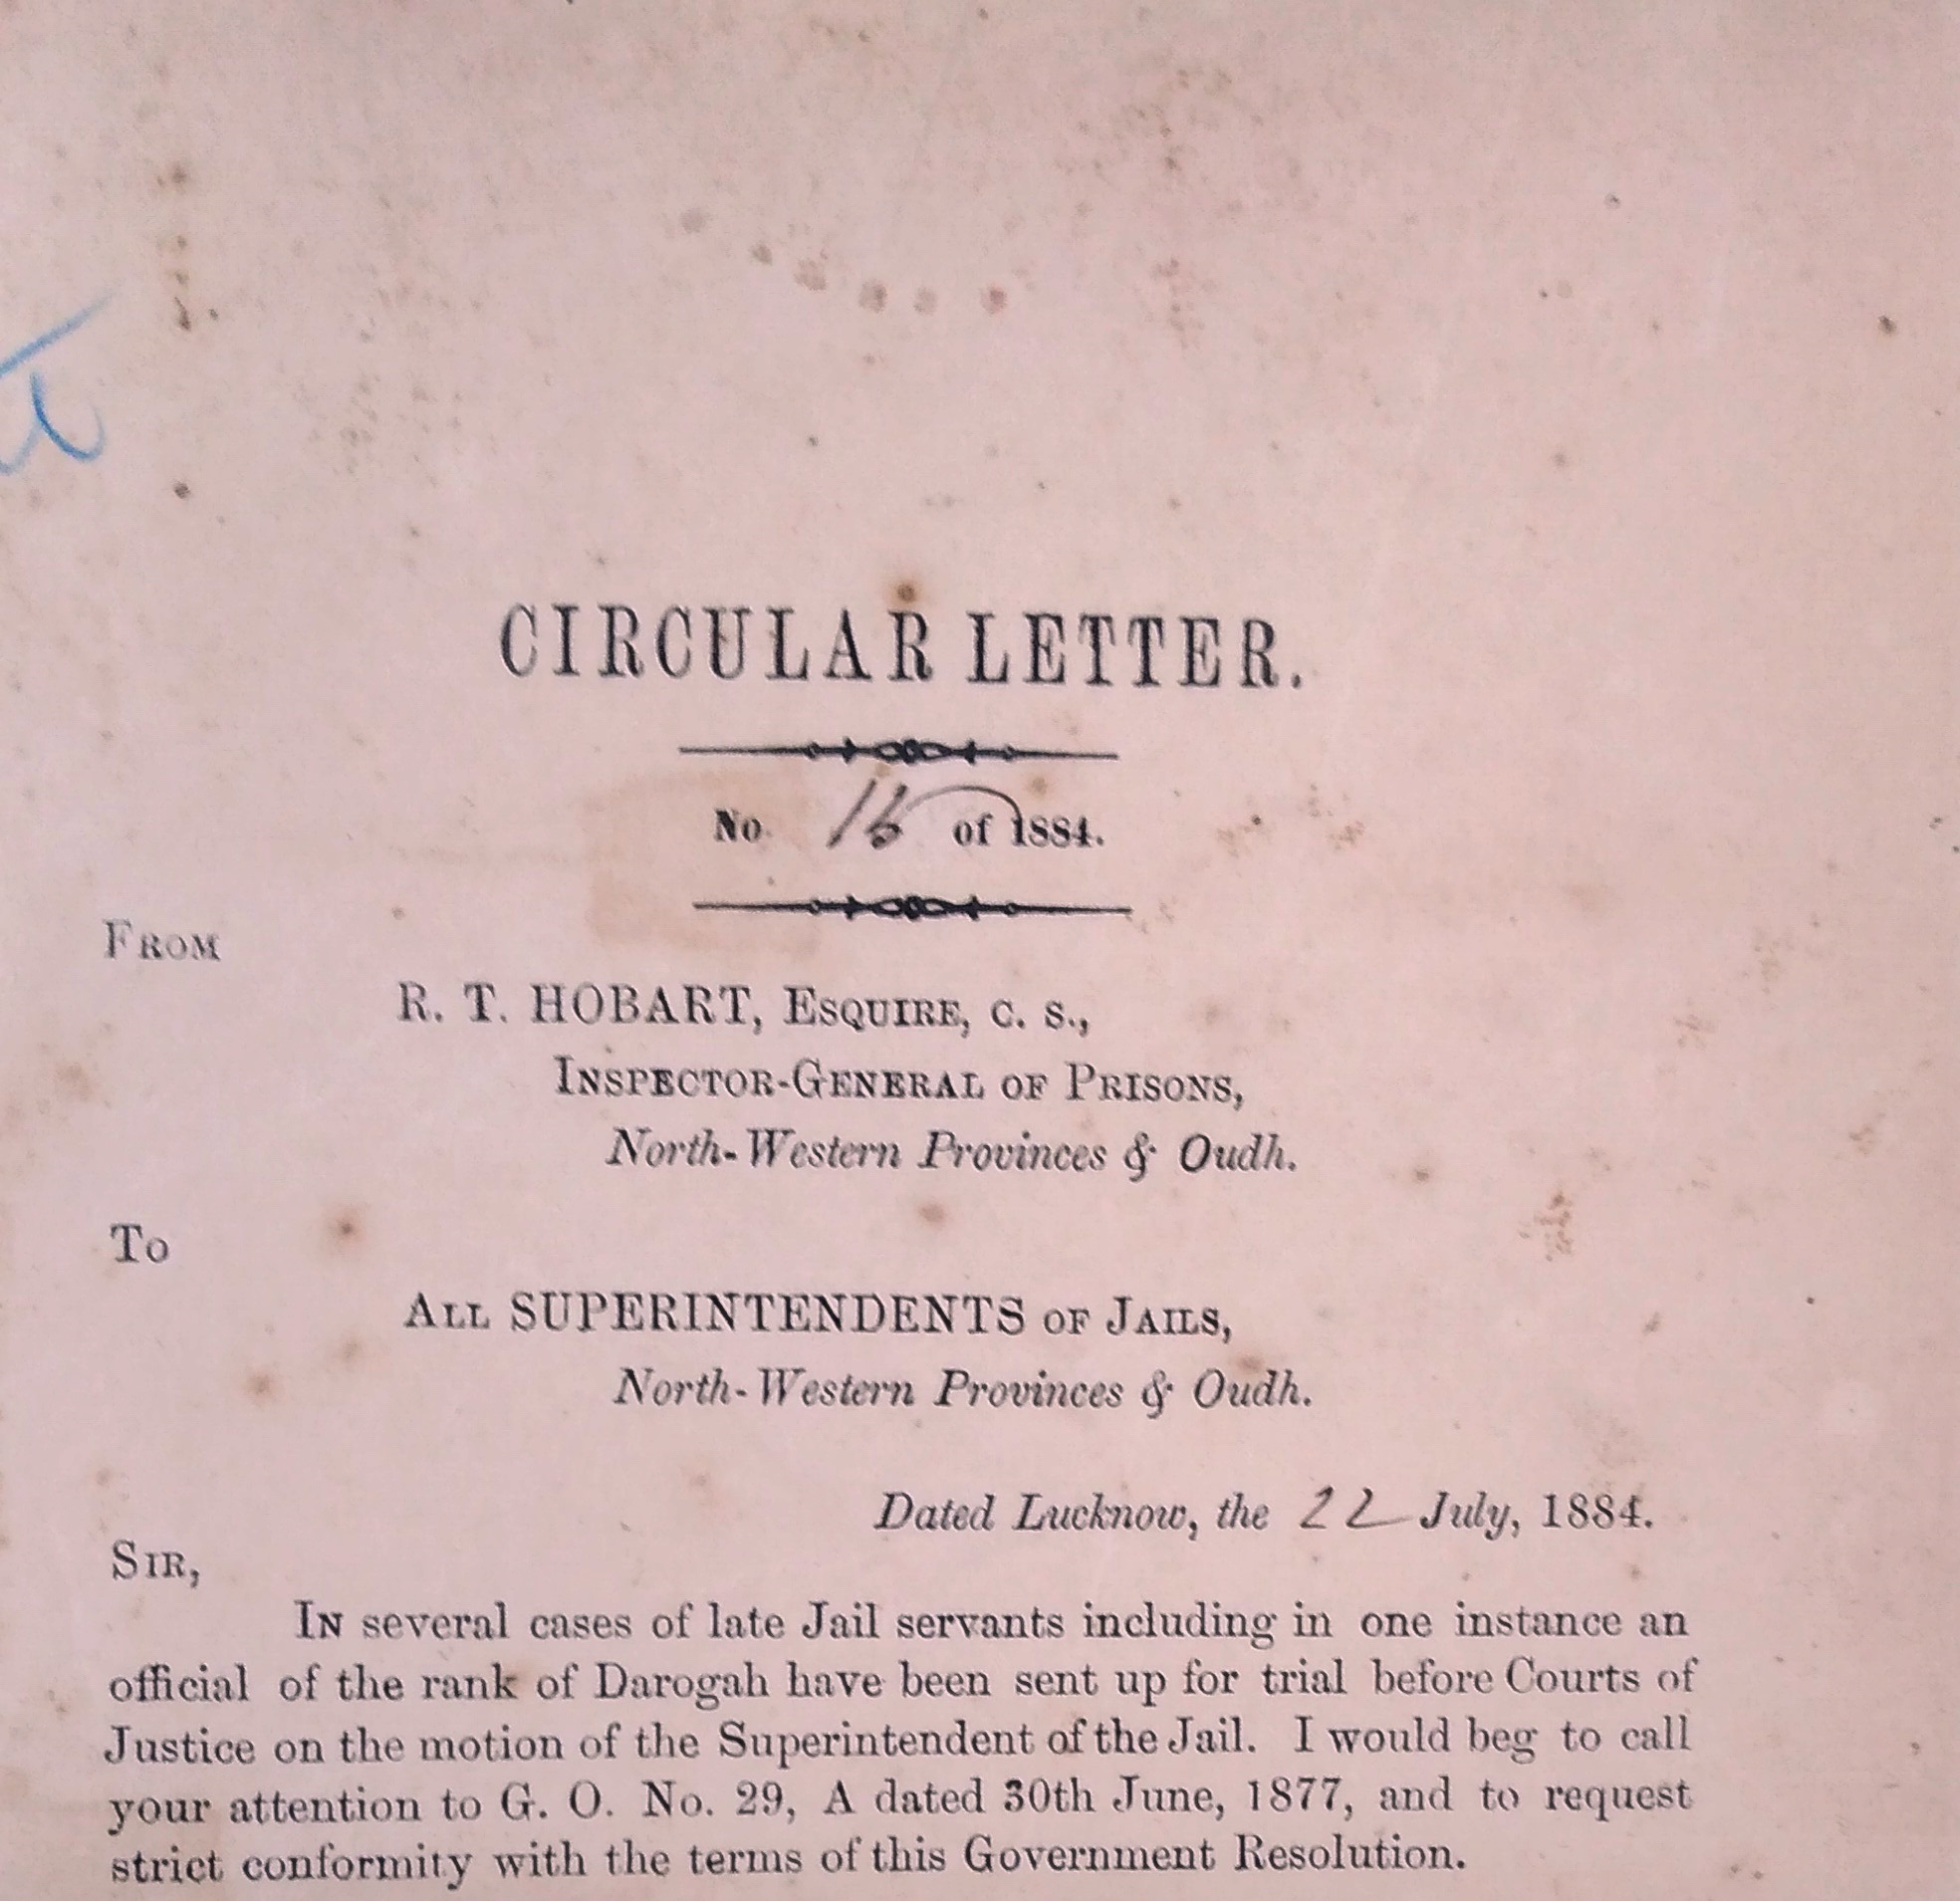 CIRCULAR LETTER.
No. 16 of 1884.
FROM
R. T. HOBART, ESQUIRE, C. S.,
INSPECTOR-GENERAL OF PRISONS,
North-Western Provinces & Oudh.
To
ALL SUPERINTENDENTS OF JAILS,
North-Western Provinces & Oudh.
Dated Lucknow, the 22 July, 1884.
SIR,
IN several cases of late Jail servants including in one instance an
official of the rank of Darogah have been sent up for trial before Courts of
Justice on the motion of the Superintendent of the Jail. I would beg to call
your attention to G. O. No. 29, A dated 30th June, 1877, and to request
strict conformity with the terms of this Government Resolution.